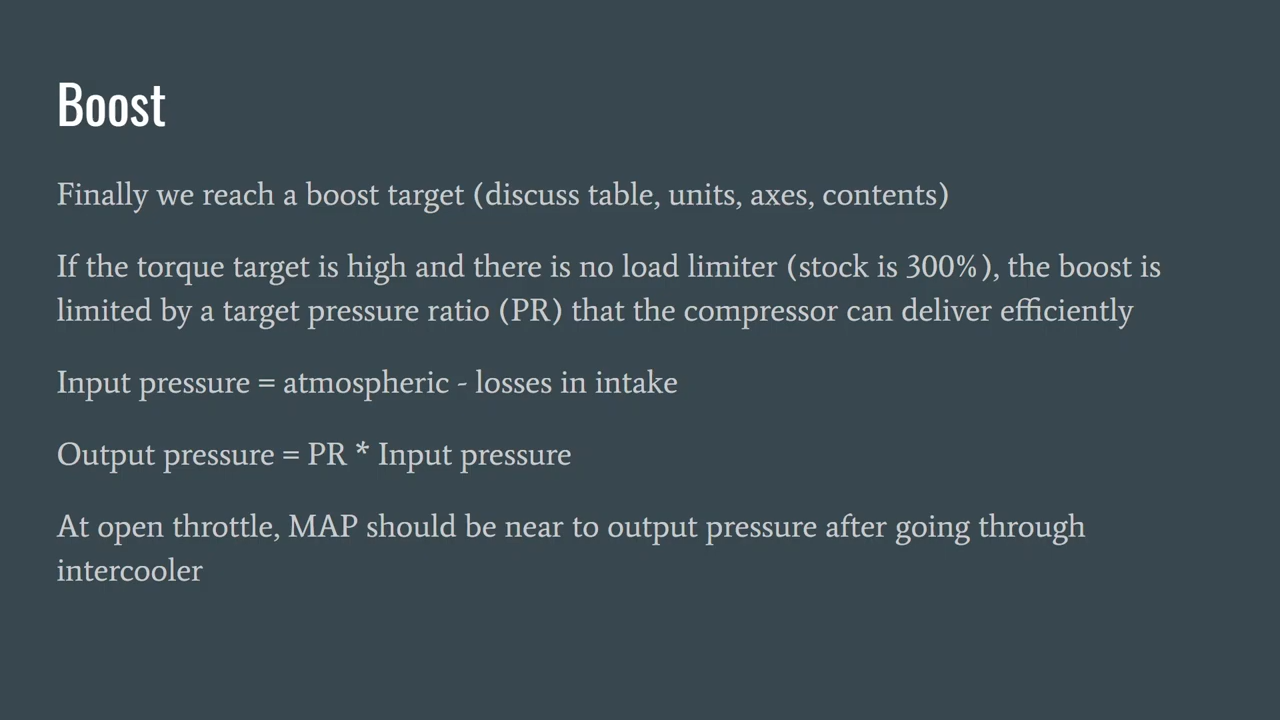 Boost
Finally we reach a boost target (discuss table, units, axes, contents)
If the torque target is high and there is no load limiter (stock is 300%), the boost is
limited by a target pressure ratio (PR) that the compressor can deliver efficiently
Input pressure = atmospheric - losses in intake
Output pressure = PR * Input pressure
At open throttle, MAP should be near to output pressure after going through
intercooler